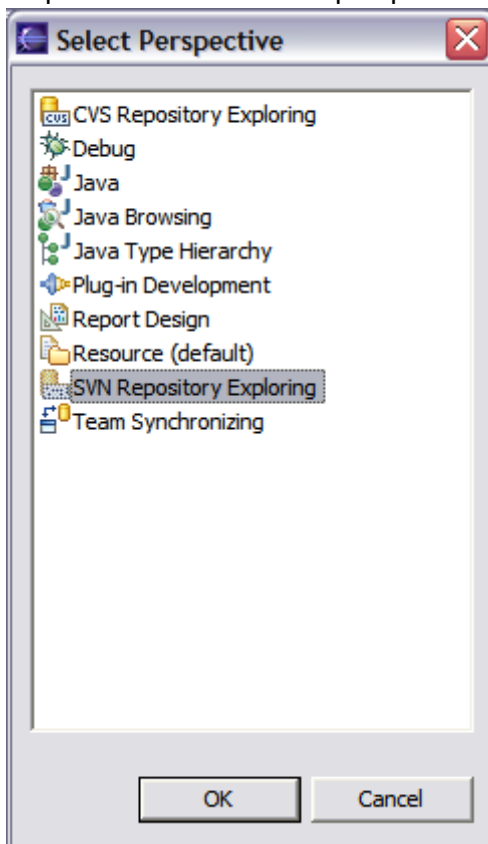 Select Perspective
CVS Repository Exploring
Debug
Java
Java Browsing
Java Type Hierarchy
Plug-in Development
Report Design
Resource (default)
SVN Repository Exploring
Team Synchronizing
OK
Cancel